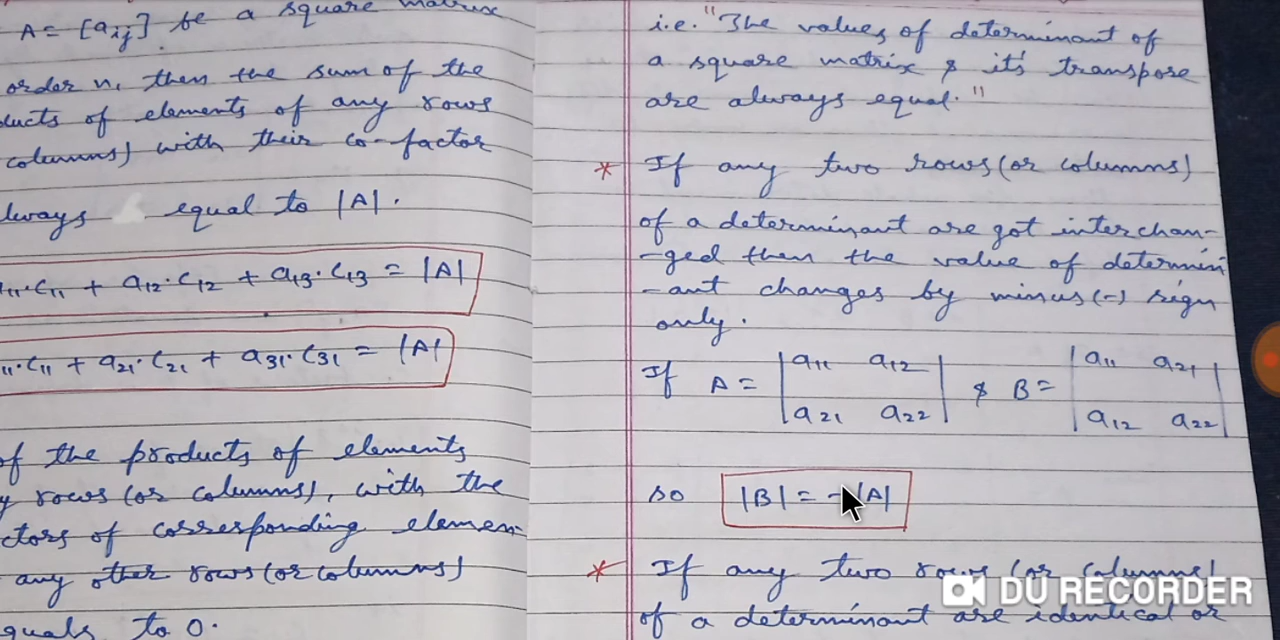 A = [aij] be a square matrix
order n, then the sum of the
ducts of elements of any rows
columns) with their co-factor
lways equal to |A|.
a11.C11 + a12.C12 + a13.C13 = |A|
11.C11 + a21.C21 + a31.C31 = |A|
of the products of elements
y rows (or columns), with the
ctors of corresponding elemen-
any other rows (or columns)
quals to 0.
i.e. "The values of determinant of
a square matrix & it's transpose
are always equal."
* If any two rows (or columns)
of a determinant are got interchan-
-ged then the value of determin
-ant changes by minus (-) sign
only.
If A = |a11 a12| & B = |a11 a21|
|a21 a22| |a12 a22|
so |B| = -|A|
* If any two rows (or columns)
of a determinant are identical or
DU RECORDER